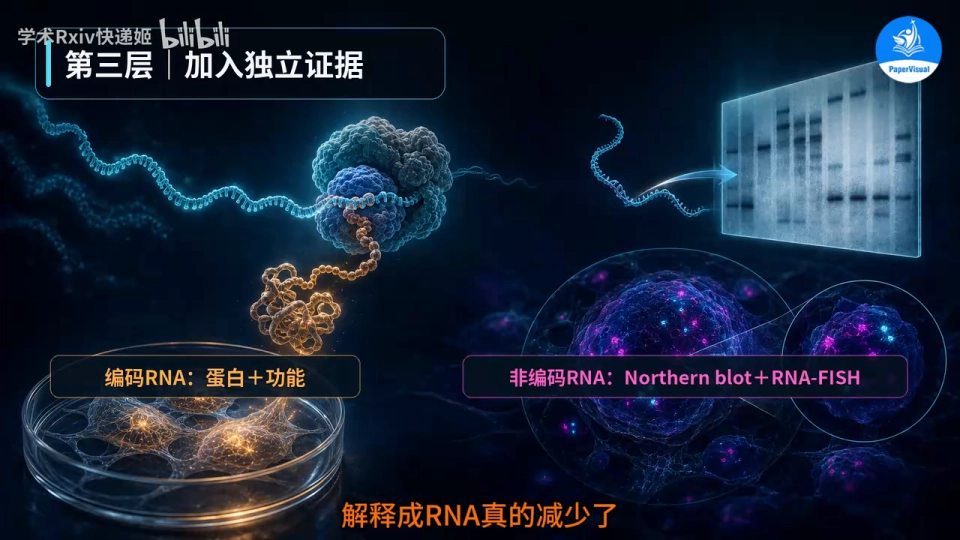 学术Rxiv快递姬 bilibili
第三层｜加入独立证据
PaperVisual
编码RNA：蛋白＋功能
非编码RNA：Northern blot＋RNA-FISH
解释成RNA真的减少了